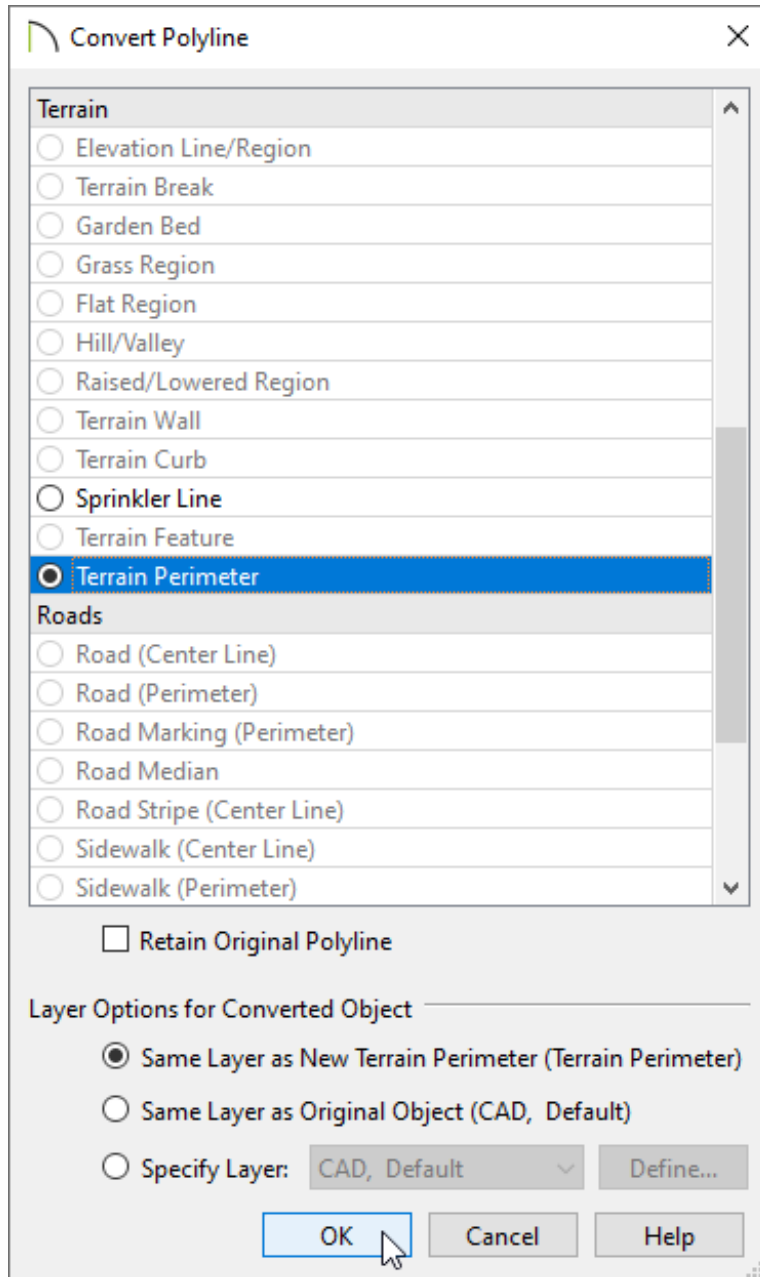 Convert Polyline
Terrain
Elevation Line/Region
Terrain Break
Garden Bed
Grass Region
Flat Region
Hill/Valley
Raised/Lowered Region
Terrain Wall
Terrain Curb
Sprinkler Line
Terrain Feature
Terrain Perimeter
Roads
Road (Center Line)
Road (Perimeter)
Road Marking (Perimeter)
Road Median
Road Stripe (Center Line)
Sidewalk (Center Line)
Sidewalk (Perimeter)
Retain Original Polyline
Layer Options for Converted Object
Same Layer as New Terrain Perimeter (Terrain Perimeter)
Same Layer as Original Object (CAD,  Default)
Specify Layer: CAD,  Default Define...
OK Cancel Help